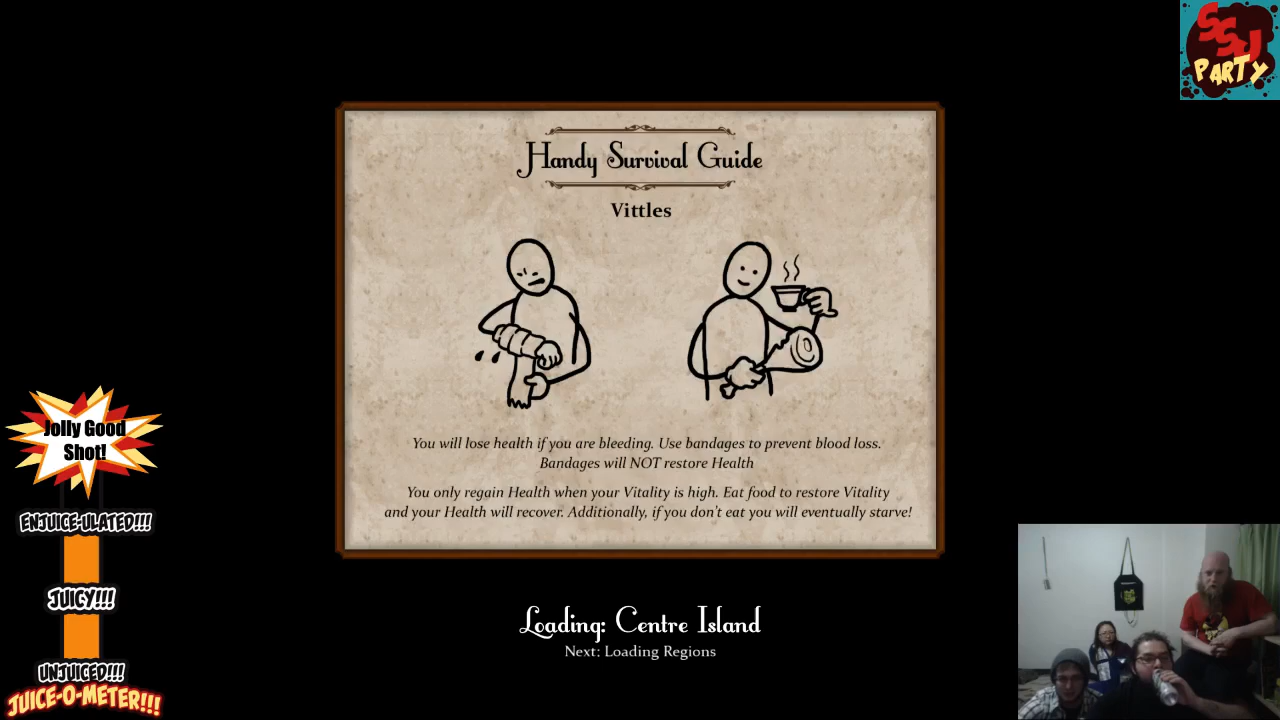 SSSJ
PARTY
Handy Survival Guide
Vittles
You will lose health if you are bleeding. Use bandages to prevent blood loss.
Bandages will NOT restore Health
You only regain Health when your Vitality is high. Eat food to restore Vitality
and your Health will recover. Additionally, if you don't eat you will eventually starve!
Jolly Good
Shot!
ENJUICE-ULATED!!!
JUICY!!!
UNJUICED!!!
JUICE-O-METER!!!
Loading: Centre Island
Next: Loading Regions